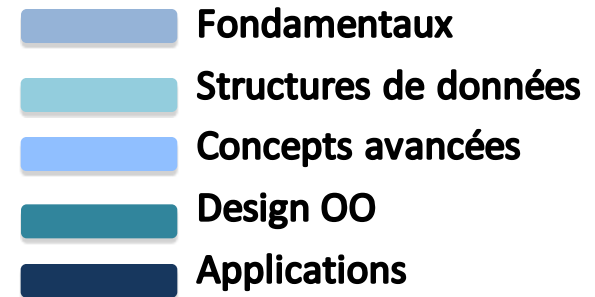 Fondamentaux
Structures de données
Concepts avancées
Design OO
Applications